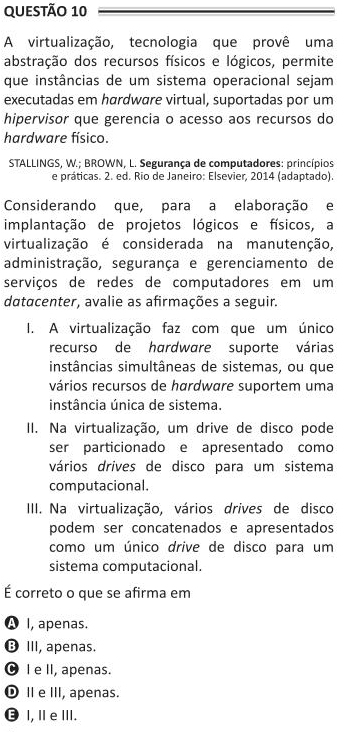 QUESTÃO 10
A virtualização, tecnologia que provê uma
abstração dos recursos físicos e lógicos, permite
que instâncias de um sistema operacional sejam
executadas em hardware virtual, suportadas por um
hipervisor que gerencia o acesso aos recursos do
hardware físico.
STALLINGS, W.; BROWN, L. Segurança de computadores: princípios
e práticas. 2. ed. Rio de Janeiro: Elsevier, 2014 (adaptado).
Considerando que, para a elaboração e
implantação de projetos lógicos e físicos, a
virtualização é considerada na manutenção,
administração, segurança e gerenciamento de
serviços de redes de computadores em um
datacenter, avalie as afirmações a seguir.
I. A virtualização faz com que um único
recurso de hardware suporte várias
instâncias simultâneas de sistemas, ou que
vários recursos de hardware suportem uma
instância única de sistema.
II. Na virtualização, um drive de disco pode
ser particionado e apresentado como
vários drives de disco para um sistema
computacional.
III. Na virtualização, vários drives de disco
podem ser concatenados e apresentados
como um único drive de disco para um
sistema computacional.
É correto o que se afirma em
A I, apenas.
B III, apenas.
C I e II, apenas.
D II e III, apenas.
E I, II e III.